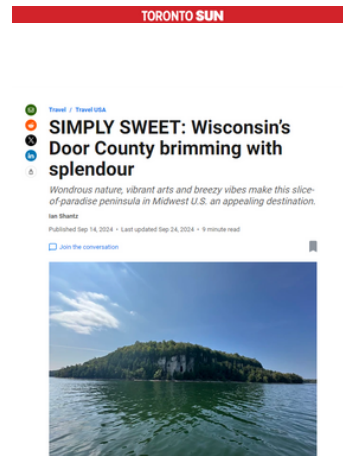 TORONTO SUN
Travel / Travel USA
SIMPLY SWEET: Wisconsin's
Door County brimming with
splendour
Wondrous nature, vibrant arts and breezy vibes make this slice-
of-paradise peninsula in Midwest U.S. an appealing destination.
Ian Shantz
Published Sep 14, 2024 • Last updated Sep 24, 2024 • 9 minute read
Join the conversation